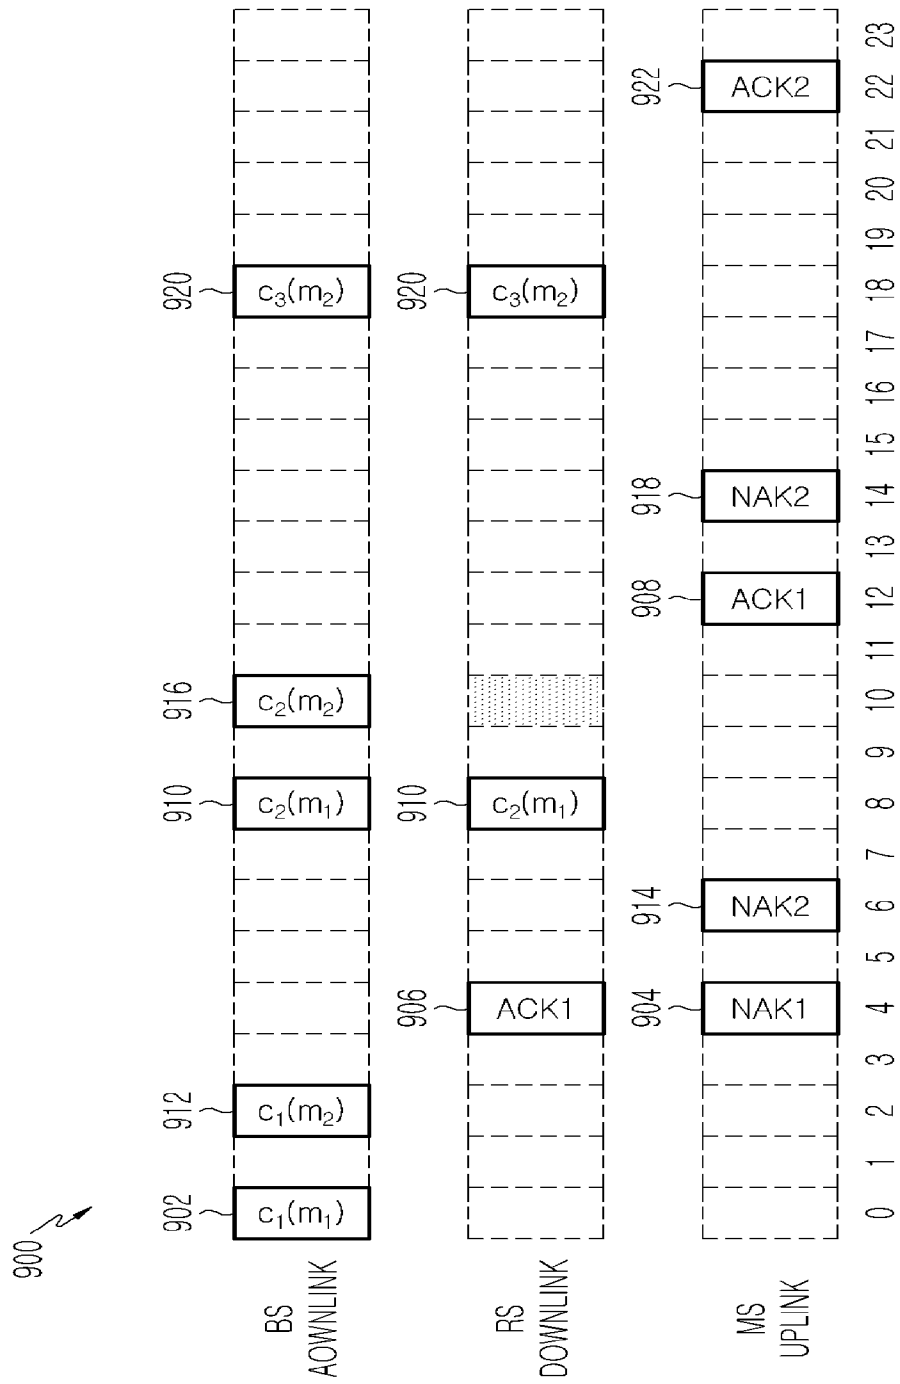 900
902
912
910
916
920
BS
AOWNLINK
c₁(m₁)
c₁(m₂)
c₂(m₁)
c₂(m₂)
c₃(m₂)
906
910
920
RS
DOWNLINK
ACK1
c₂(m₁)
c₃(m₂)
904
914
908
918
922
MS
UPLINK
NAK1
NAK2
ACK1
NAK2
ACK2
0 1 2 3 4 5 6 7 8 9 10 11 12 13 14 15 16 17 18 19 20 21 22 23